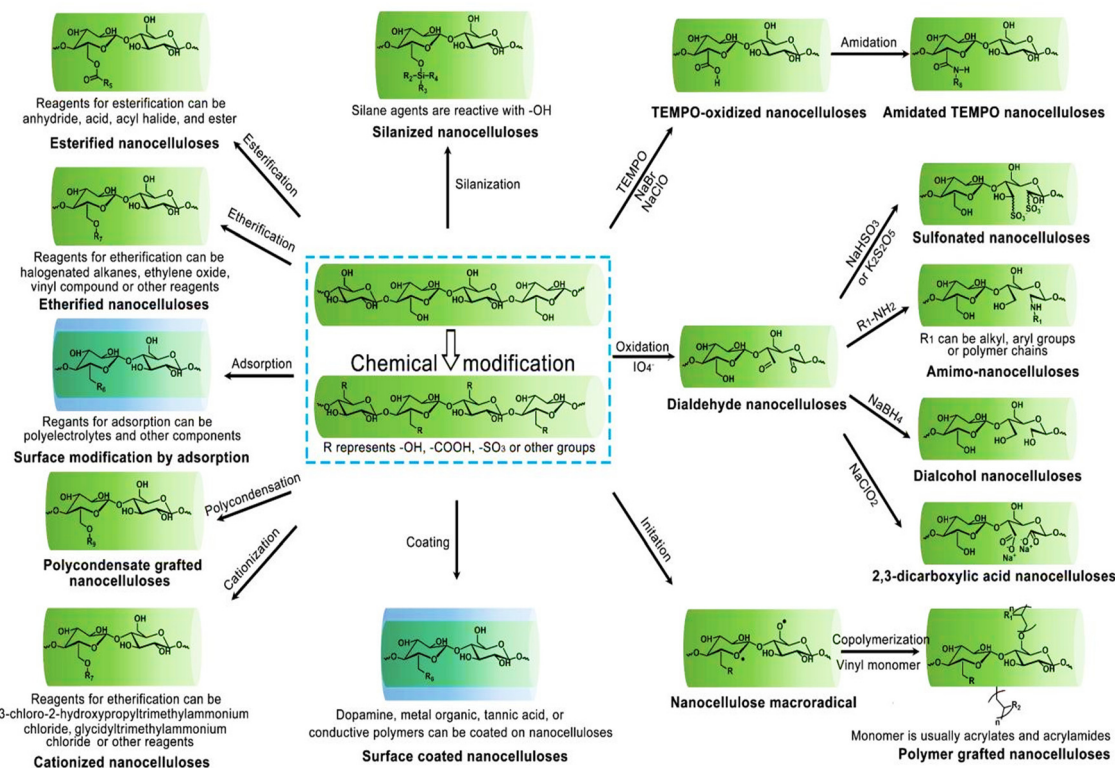 Reagents for esterification can be
anhydride, acid, acyl halide, and ester
Esterified nanocelluloses
Esterification
Silane agents are reactive with -OH
Silanized nanocelluloses
Silanization
TEMPO-oxidized nanocelluloses
TEMPO
NaBr
NaClO
Amidation
Amidated TEMPO nanocelluloses
Etherification
Reagents for etherification can be
halogenated alkanes, ethylene oxide,
vinyl compound or other reagents
Etherified nanocelluloses
Chemical modification
R represents -OH, -COOH, -SO3 or other groups
Oxidation
IO4-
Dialdehyde nanocelluloses
NaHSO3
or K2S2O5
Sulfonated nanocelluloses
R1-NH2
R1 can be alkyl, aryl groups
or polymer chains
Amimo-nanocelluloses
NaBH4
Dialcohol nanocelluloses
NaClO2
2,3-dicarboxylic acid nanocelluloses
Adsorption
Regants for adsorption can be
polyelectrolytes and other components
Surface modification by adsorption
Polycondensation
Polycondensate grafted
nanocelluloses
Cationization
Reagents for etherification can be
3-chloro-2-hydroxypropyltrimethylammonium
chloride, glycidyltrimethylammonium
chloride or other reagents
Cationized nanocelluloses
Coating
Dopamine, metal organic, tannic acid, or
conductive polymers can be coated on nanocelluloses
Surface coated nanocelluloses
Initation
Nanocellulose macroradical
Copolymerization
Vinyl monomer
Monomer is usually acrylates and acrylamides
Polymer grafted nanocelluloses